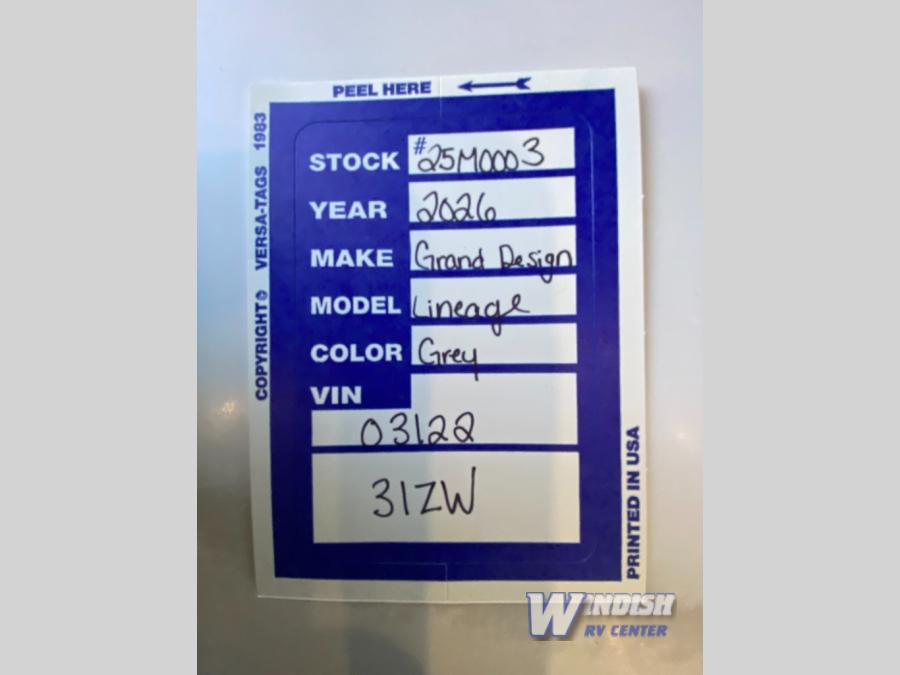 PEEL HERE
COPYRIGHT © VERSA-TAGS 1983
STOCK #25M0003
YEAR 2026
MAKE Grand Design
MODEL Lineage
COLOR Grey
VIN
03122
31ZW
PRINTED IN USA
WINDISH
RV CENTER